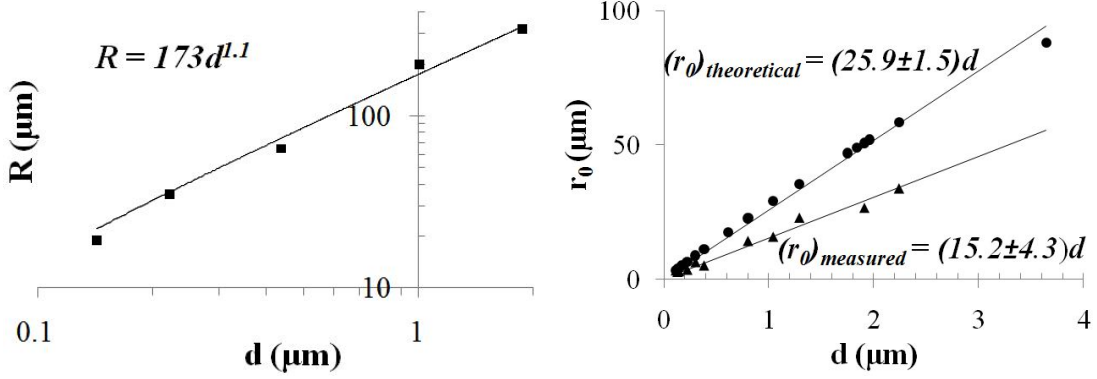 R = 173d^1.1
R (μm)
100
10
0.1
1
d (μm)
100
(r0)theoretical = (25.9±1.5)d
r0 (μm)
50
(r0)measured = (15.2±4.3)d
0
0
1
2
3
4
d (μm)